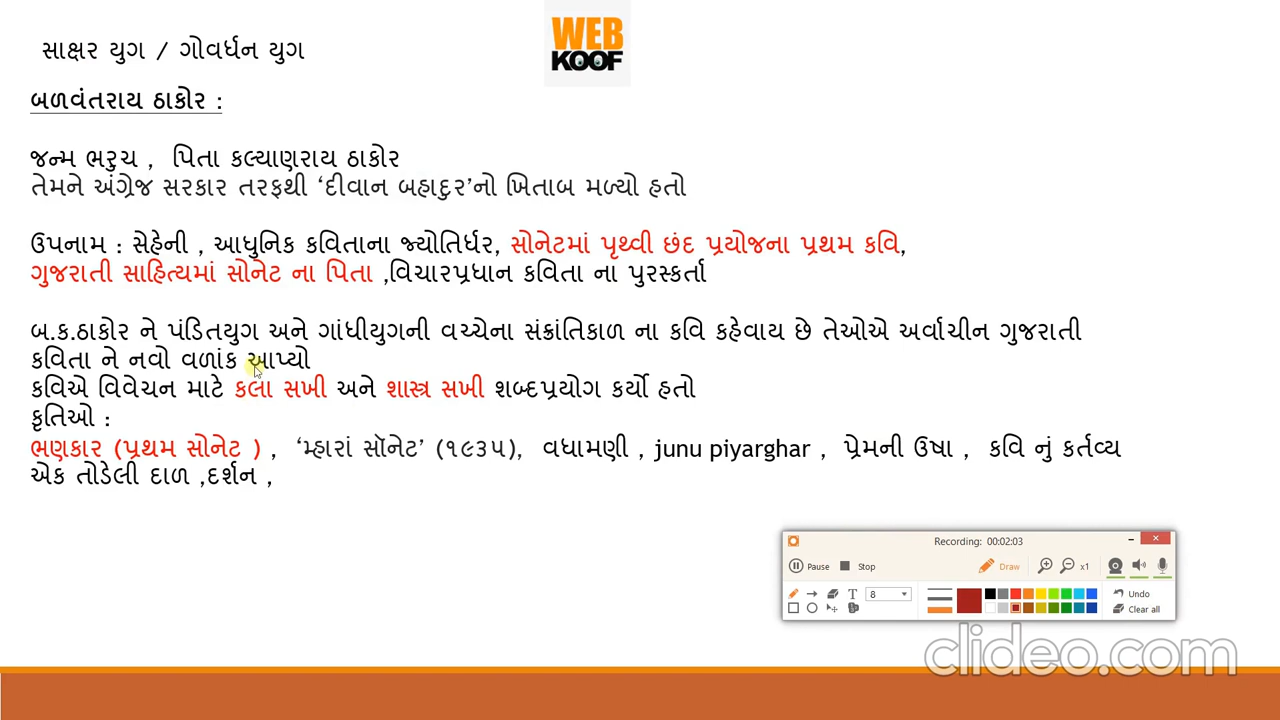 WEB
KOOF
સાક્ષર યુગ / ગોવર્ધન યુગ
બળવંતરાય ઠાકોર :
જન્મ ભરુચ , પિતા કલ્યાણરાય ઠાકોર
તેમને અંગ્રેજ સરકાર તરફથી ‘દીવાન બહાદુર’નો ખિતાબ મળ્યો હતો
ઉપનામ : સેહેની , આધુનિક કવિતાના જ્યોતિર્ધર, સોનેટમાં પૃથ્વી છંદ પ્રયોજના પ્રથમ કવિ,
ગુજરાતી સાહિત્યમાં સોનેટ ના પિતા ,વિચારપ્રધાન કવિતા ના પુરસ્કર્તા
બ.ક.ઠાકોર ને પંડિતયુગ અને ગાંધીયુગની વચ્ચેના સંક્રાંતિકાળ ના કવિ કહેવાય છે તેઓએ અર્વાચીન ગુજરાતી
કવિતા ને નવો વળાંક આપ્યો
કવિએ વિવેચન માટે કલા સખી અને શાસ્ત્ર સખી શબ્દપ્રયોગ કર્યો હતો
કૃતિઓ :
ભણકાર (પ્રથમ સોનેટ ) , ‘મ્હારાં સૉનેટ’ (૧૯૩૫), વધામણી , junu piyarghar , પ્રેમની ઉષા , કવિ નું કર્તવ્ય
એક તોડેલી દાળ ,દર્શન ,
Recording: 00:02:03
Pause Stop Draw x1
T 8 Undo
Clear all
clideo.com